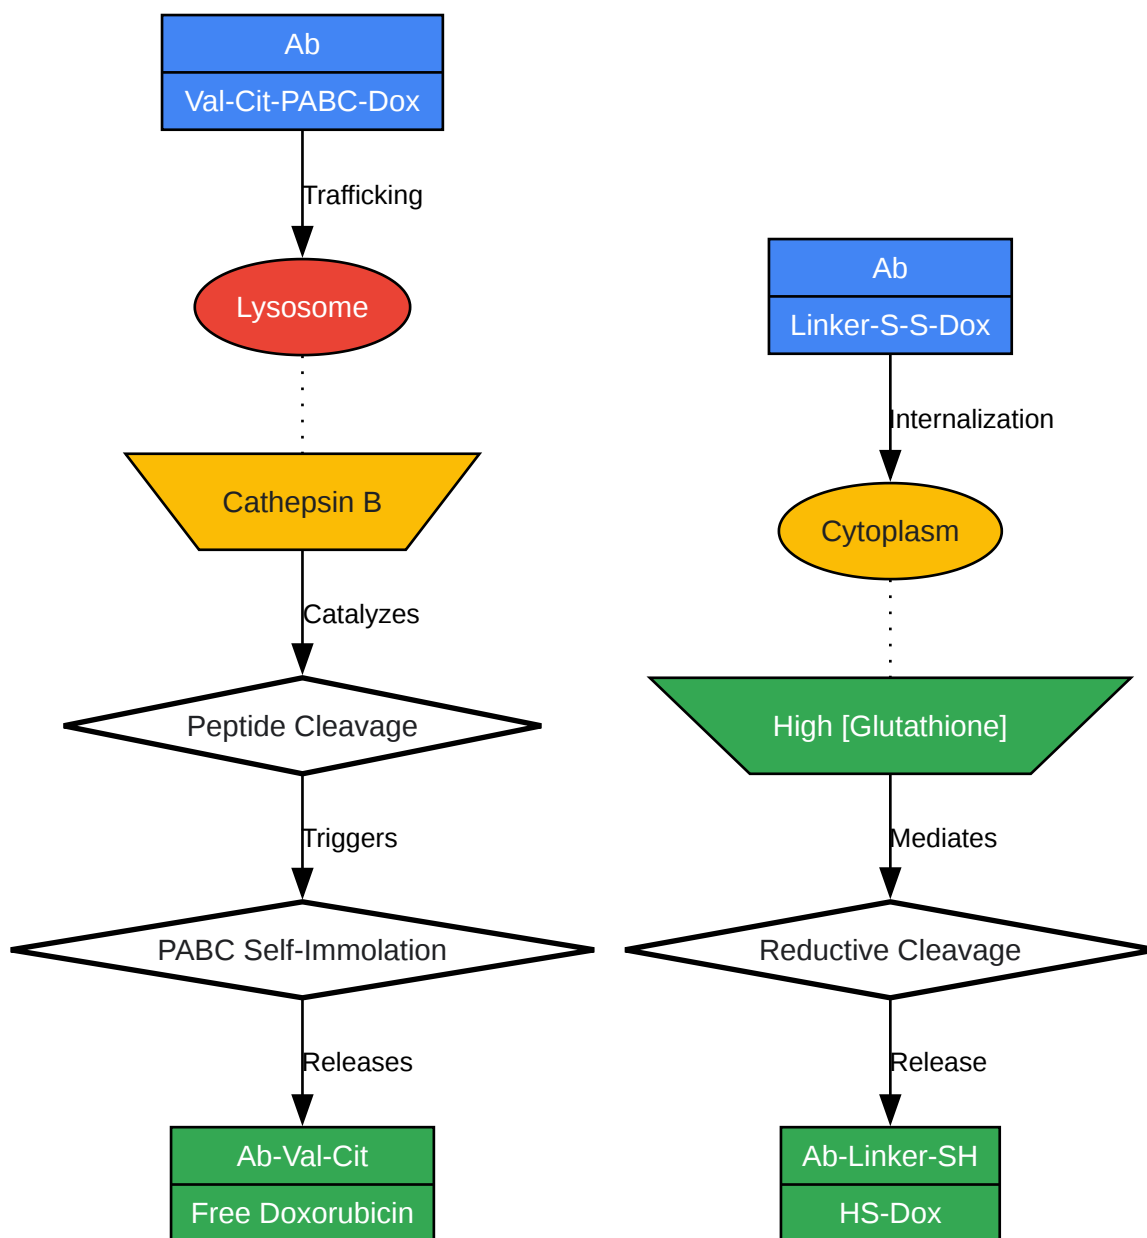 Ab
Val-Cit-PABC-Dox
Trafficking
Lysosome
Cathepsin B
Catalyzes
Peptide Cleavage
Triggers
PABC Self-Immolation
Releases
Ab-Val-Cit
Free Doxorubicin
Ab
Linker-S-S-Dox
Internalization
Cytoplasm
High [Glutathione]
Mediates
Reductive Cleavage
Release
Ab-Linker-SH
HS-Dox